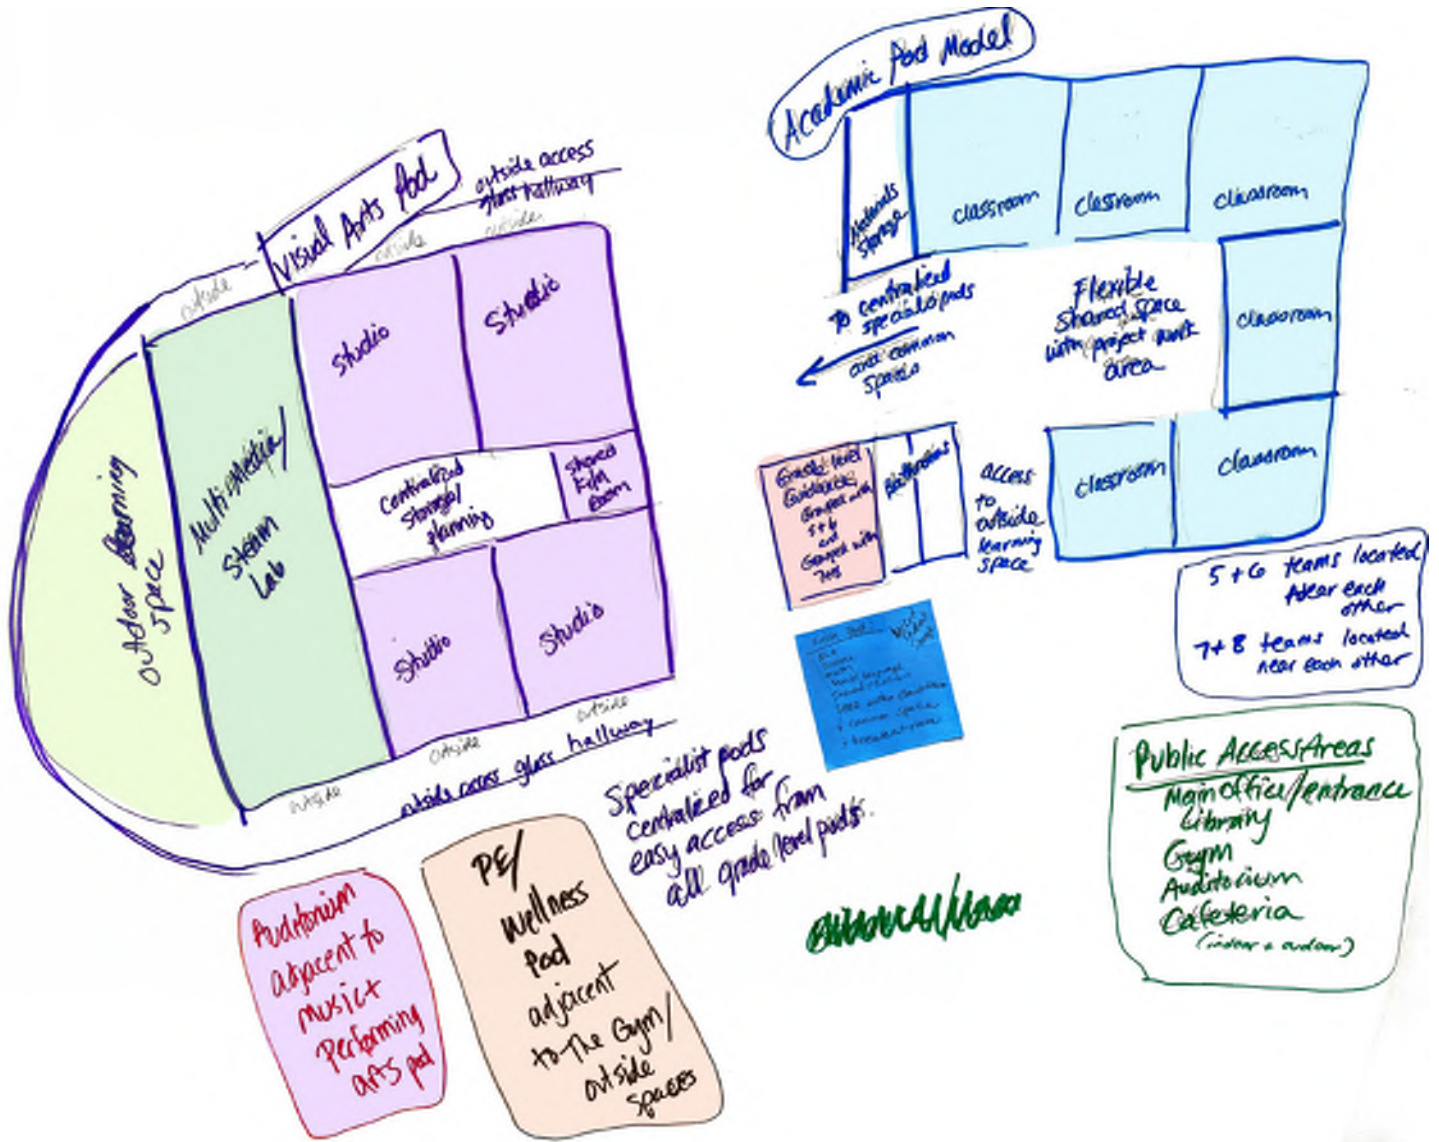 Visual Arts Pod
outside access
glass hallway
outside
outside
outside
Outdoor Learning
Space
Multimedia/
Steam
Lab
Studio
Studio
centralized
storage/
planning
shared
kiln
room
Studio
Studio
outside
outside
outside
outside access glass hallway
Academic Pod Model
Materials
Storage
classroom
classroom
classroom
classroom
classroom
classroom
To centralized
specialist pods
and common
spaces
Flexible
Shared space
with project work
area
Grade level
Guidance
Grouped with
5+6
and
Grouped with
7+8
Bathrooms
access
to
outside
learning
space
5+6 teams located
near each
other
7+8 teams located
near each other
Specialist pods
centralized for
easy access from
all grade level pods.
Public Access Areas
Main Office/entrance
Library
Gym
Auditorium
Cafeteria
(indoor + outdoor)
Auditorium
adjacent to
music +
Performing
arts pod
PE/
Wellness
Pod
adjacent
to The Gym/
outside
spaces